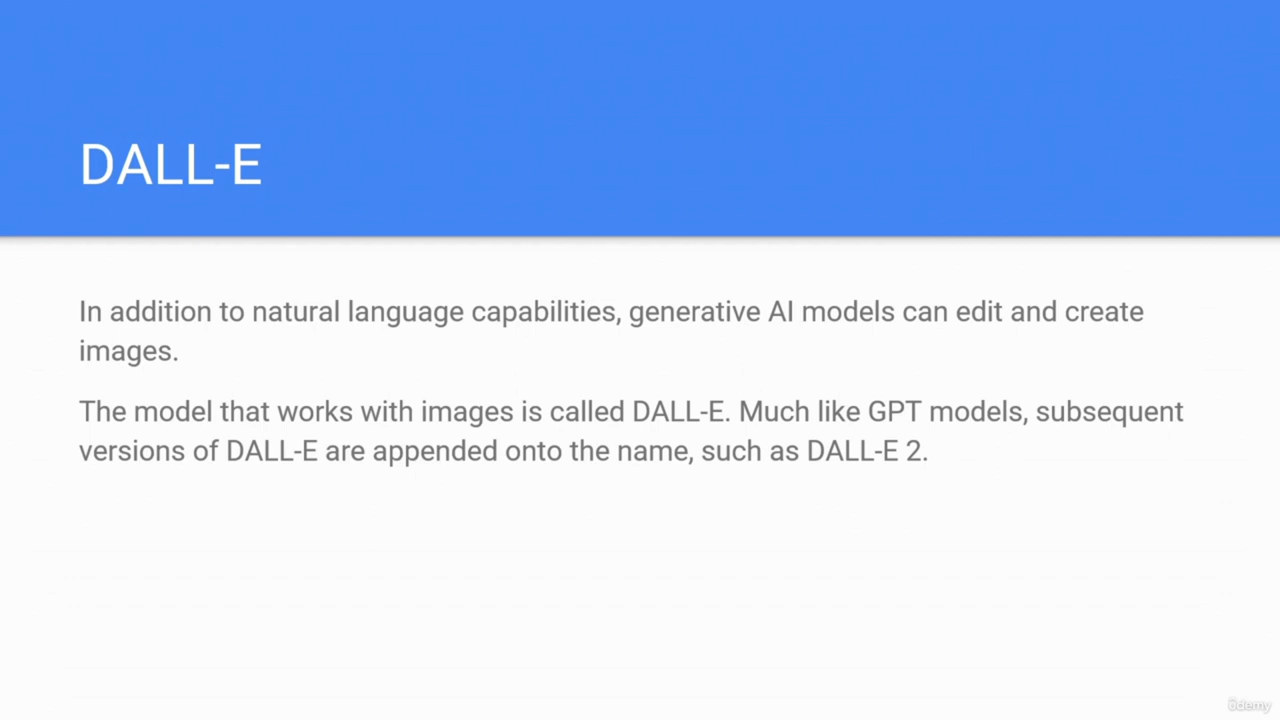 DALL-E
In addition to natural language capabilities, generative AI models can edit and create
images.
The model that works with images is called DALL-E. Much like GPT models, subsequent
versions of DALL-E are appended onto the name, such as DALL-E 2.
ûdemy